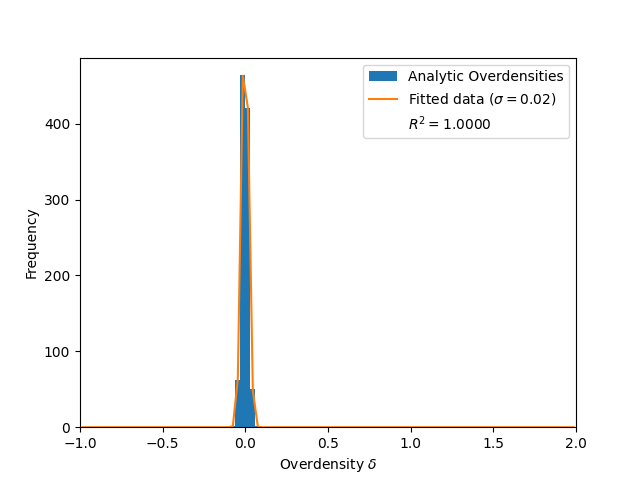 Analytic Overdensities
Fitted data (σ = 0.02)
R² = 1.0000
Frequency
400
300
200
100
0
−1.0 −0.5 0.0 0.5 1.0 1.5 2.0
Overdensity δ